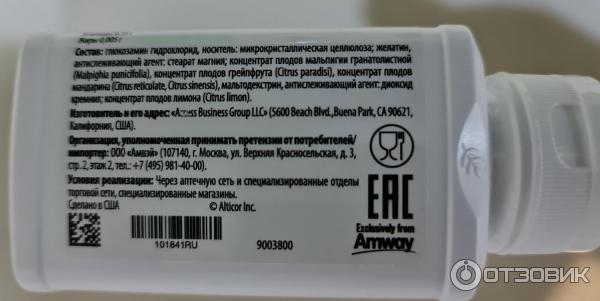 Жиры: 0,005 г
Состав: глюкозамин гидрохлорид, носитель: микрокристаллическая целлюлоза; желатин,
антислеживающий агент: стеарат магния; концентрат плодов мальпигии гранатолистной
(Malpighia punicifolia), концентрат плодов грейпфрута (Citrus paradisi), концентрат плодов
мандарина (Citrus reticulate, Citrus sinensis), мальтодекстрин, антислеживающий агент: диоксид
кремния; концентрат плодов лимона (Citrus limon).
Изготовитель и его адрес: «Access Business Group LLC» (5600 Beach Blvd.,Buena Park, CA 90621,
Калифорния, США).
Организация, уполномоченная принимать претензии от потребителей/
импортер: ООО «Амвэй» (107140, г. Москва, ул. Верхняя Красносельская, д. 3,
стр. 2, этаж 2, тел.: +7 (495) 981-40-00).
Условия реализации: Через аптечную сеть и специализированные отделы
торговой сети, специализированные магазины.
Сделано в США
© Alticor Inc.
101841RU
9003800
EAC
Exclusively from
Amway
ОТЗОВИК